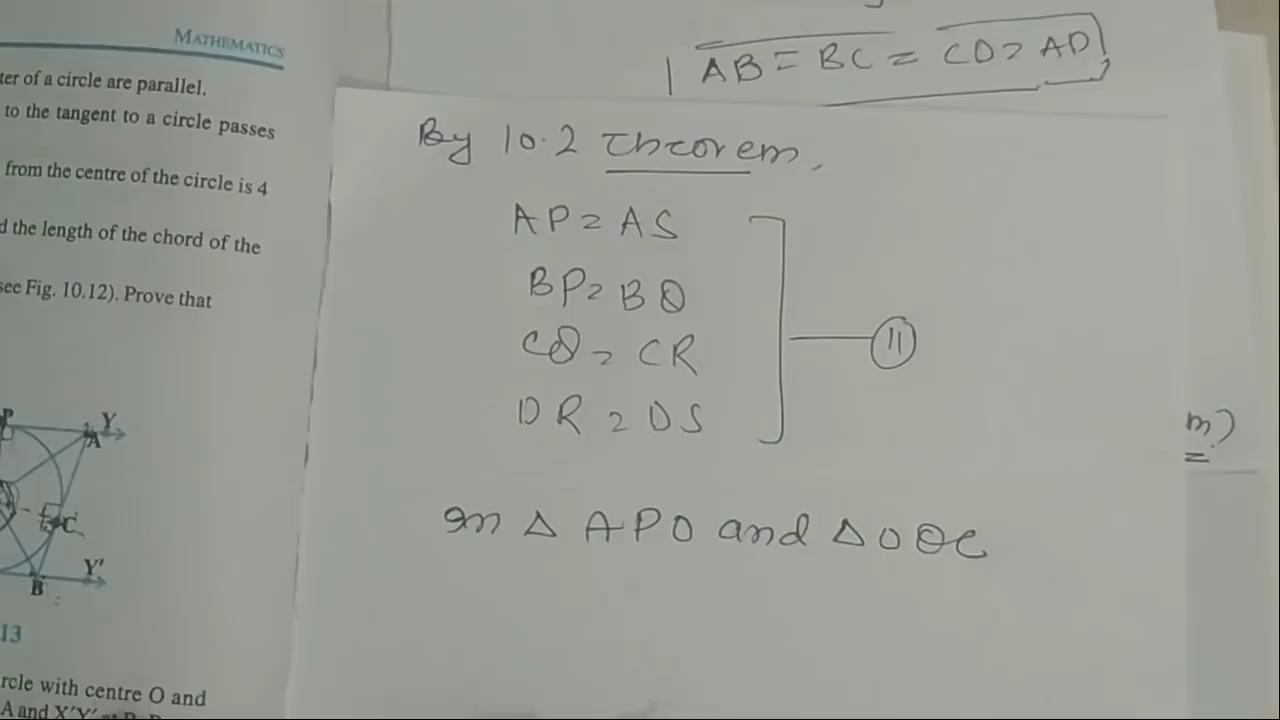 MATHEMATICS
ter of a circle are parallel.
to the tangent to a circle passes
from the centre of the circle is 4
d the length of the chord of the
see Fig. 10.12). Prove that
P Y
A
C
Y'
B
13
rcle with centre O and
A and X'Y'
AB = BC = CD = AD
By 10.2 theorem,
AP = AS
BP = BQ
CQ = CR
DR = DS
II
In Δ APO and Δ OQC
m)